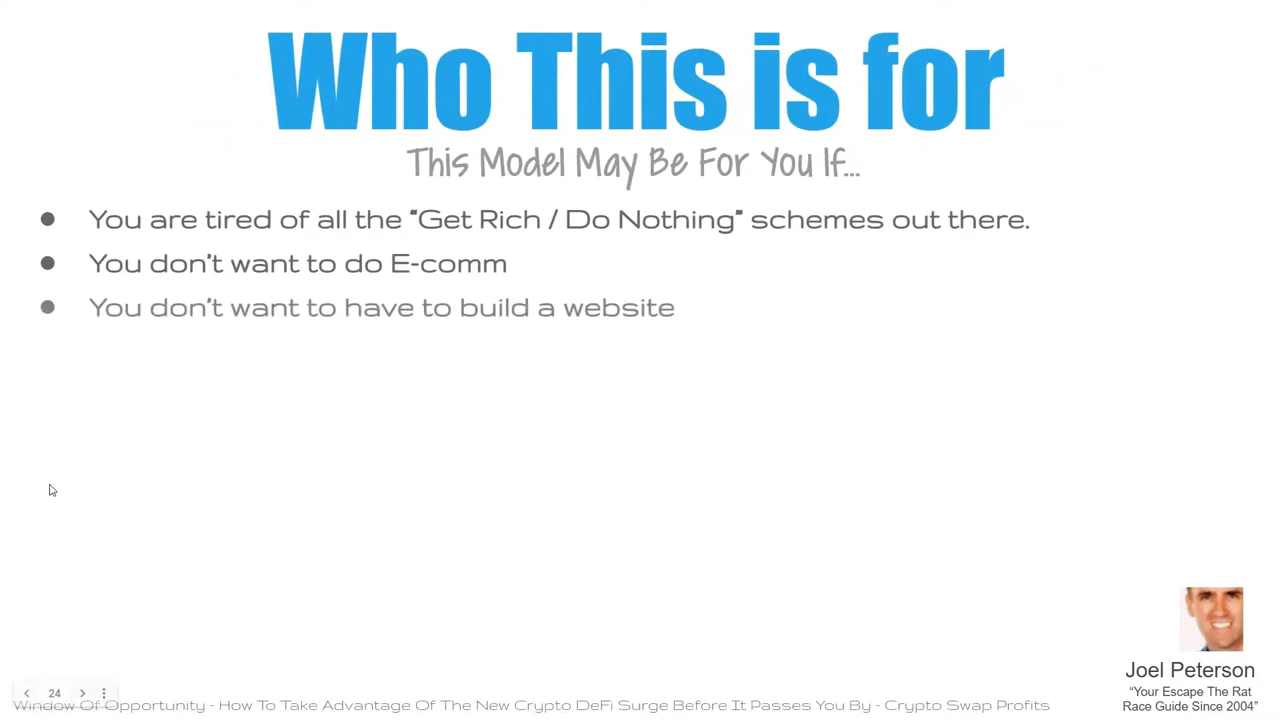 Who This is for
This Model May Be For You If...
● You are tired of all the “Get Rich / Do Nothing” schemes out there.
● You don't want to do E-comm
● You don't want to have to build a website
Joel Peterson
“Your Escape The Rat
Race Guide Since 2004”
24
Window Of Opportunity - How To Take Advantage Of The New Crypto DeFi Surge Before It Passes You By - Crypto Swap Profits